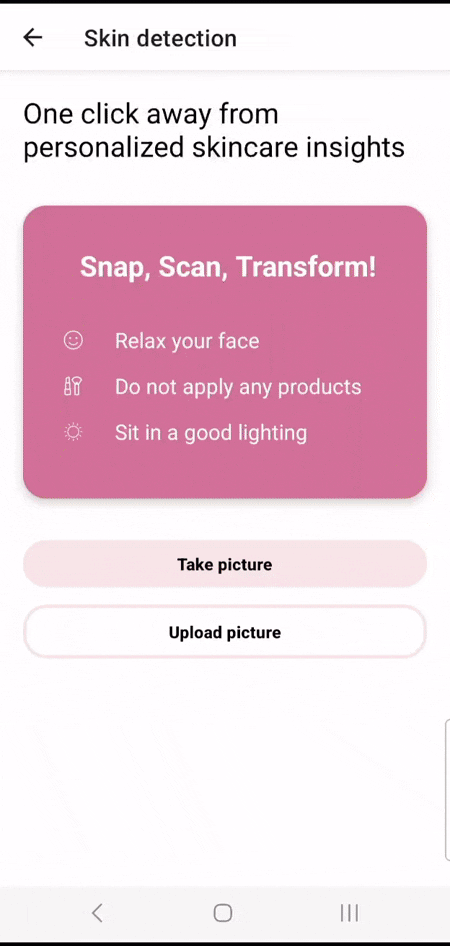 Skin detection
One click away from
personalized skincare insights
Snap, Scan, Transform!
Relax your face
Do not apply any products
Sit in a good lighting
Take picture
Upload picture